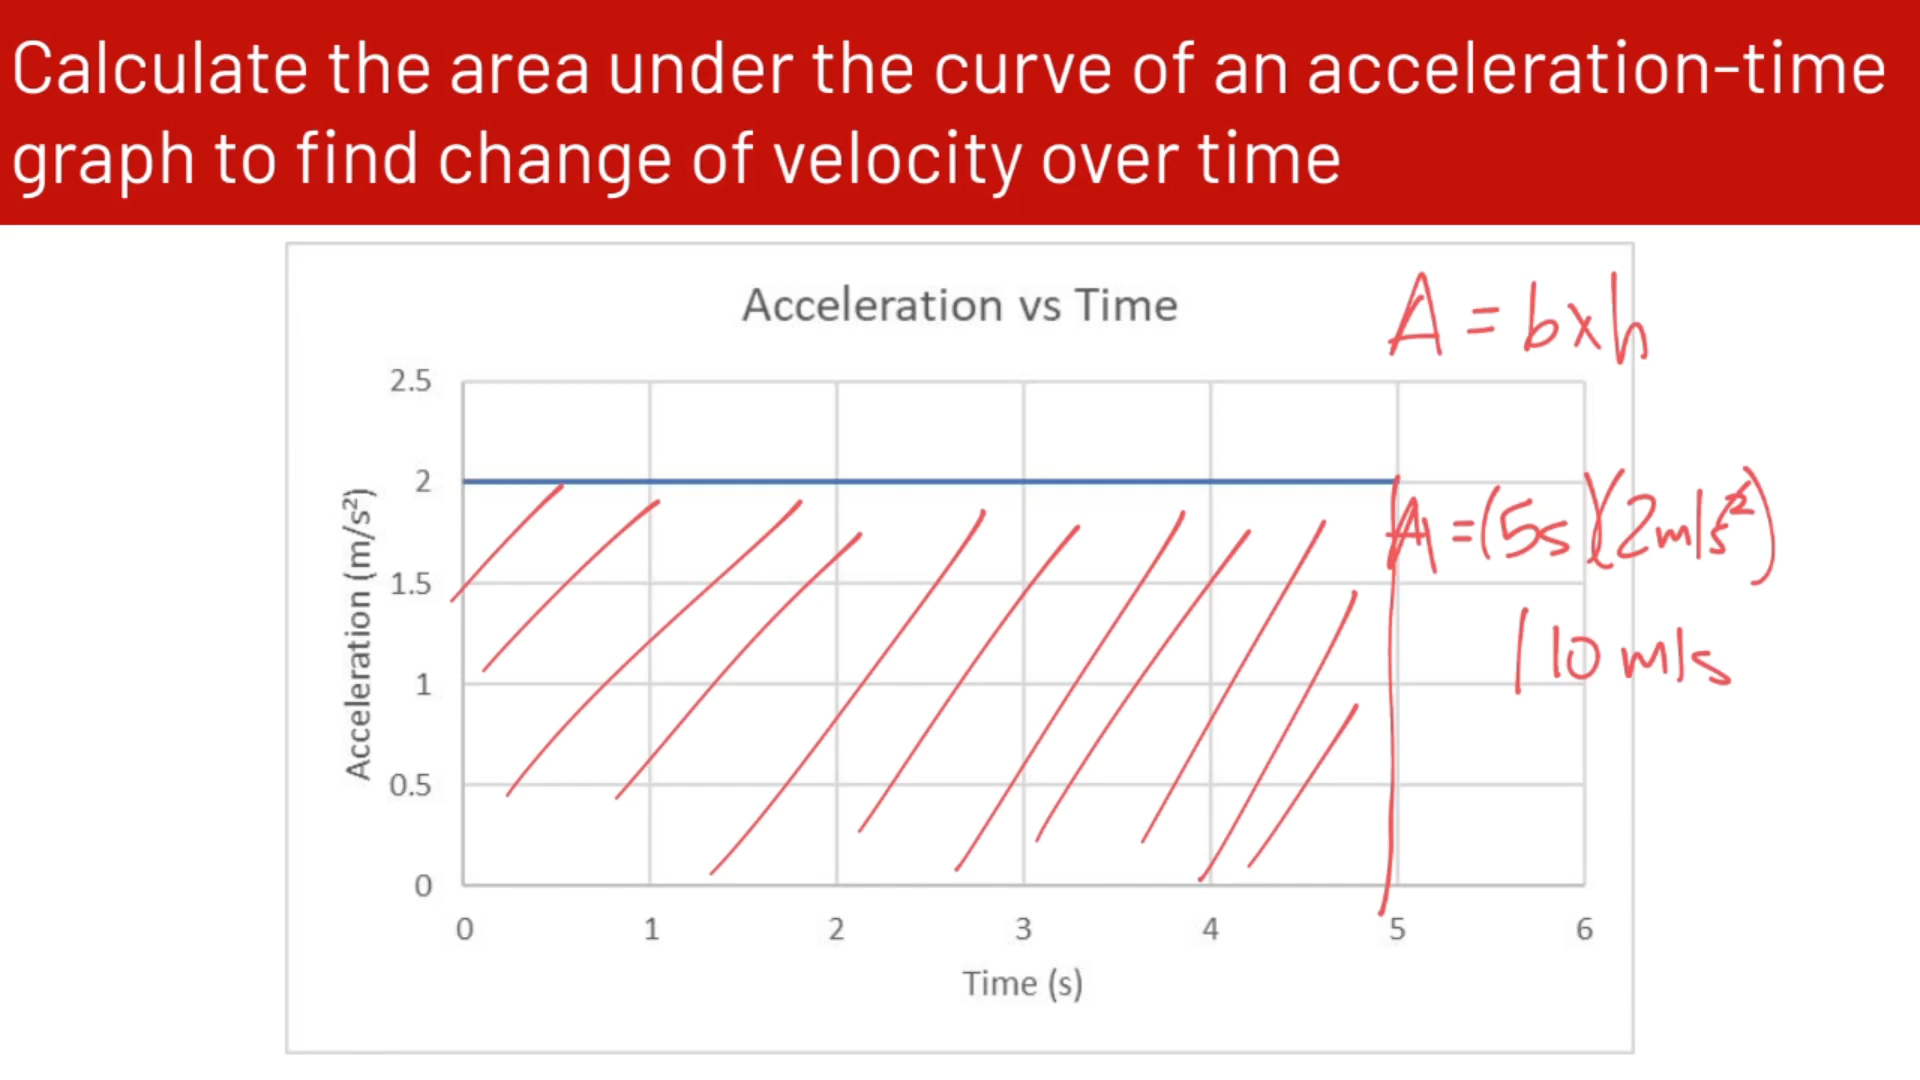 Calculate the area under the curve of an acceleration-time
graph to find change of velocity over time
Acceleration vs Time
A = b x h
Acceleration (m/s²)
2.5
2
1.5
1
0.5
0
A = (5s)(2m/s²)
10 m/s
0 1 2 3 4 5 6
Time (s)